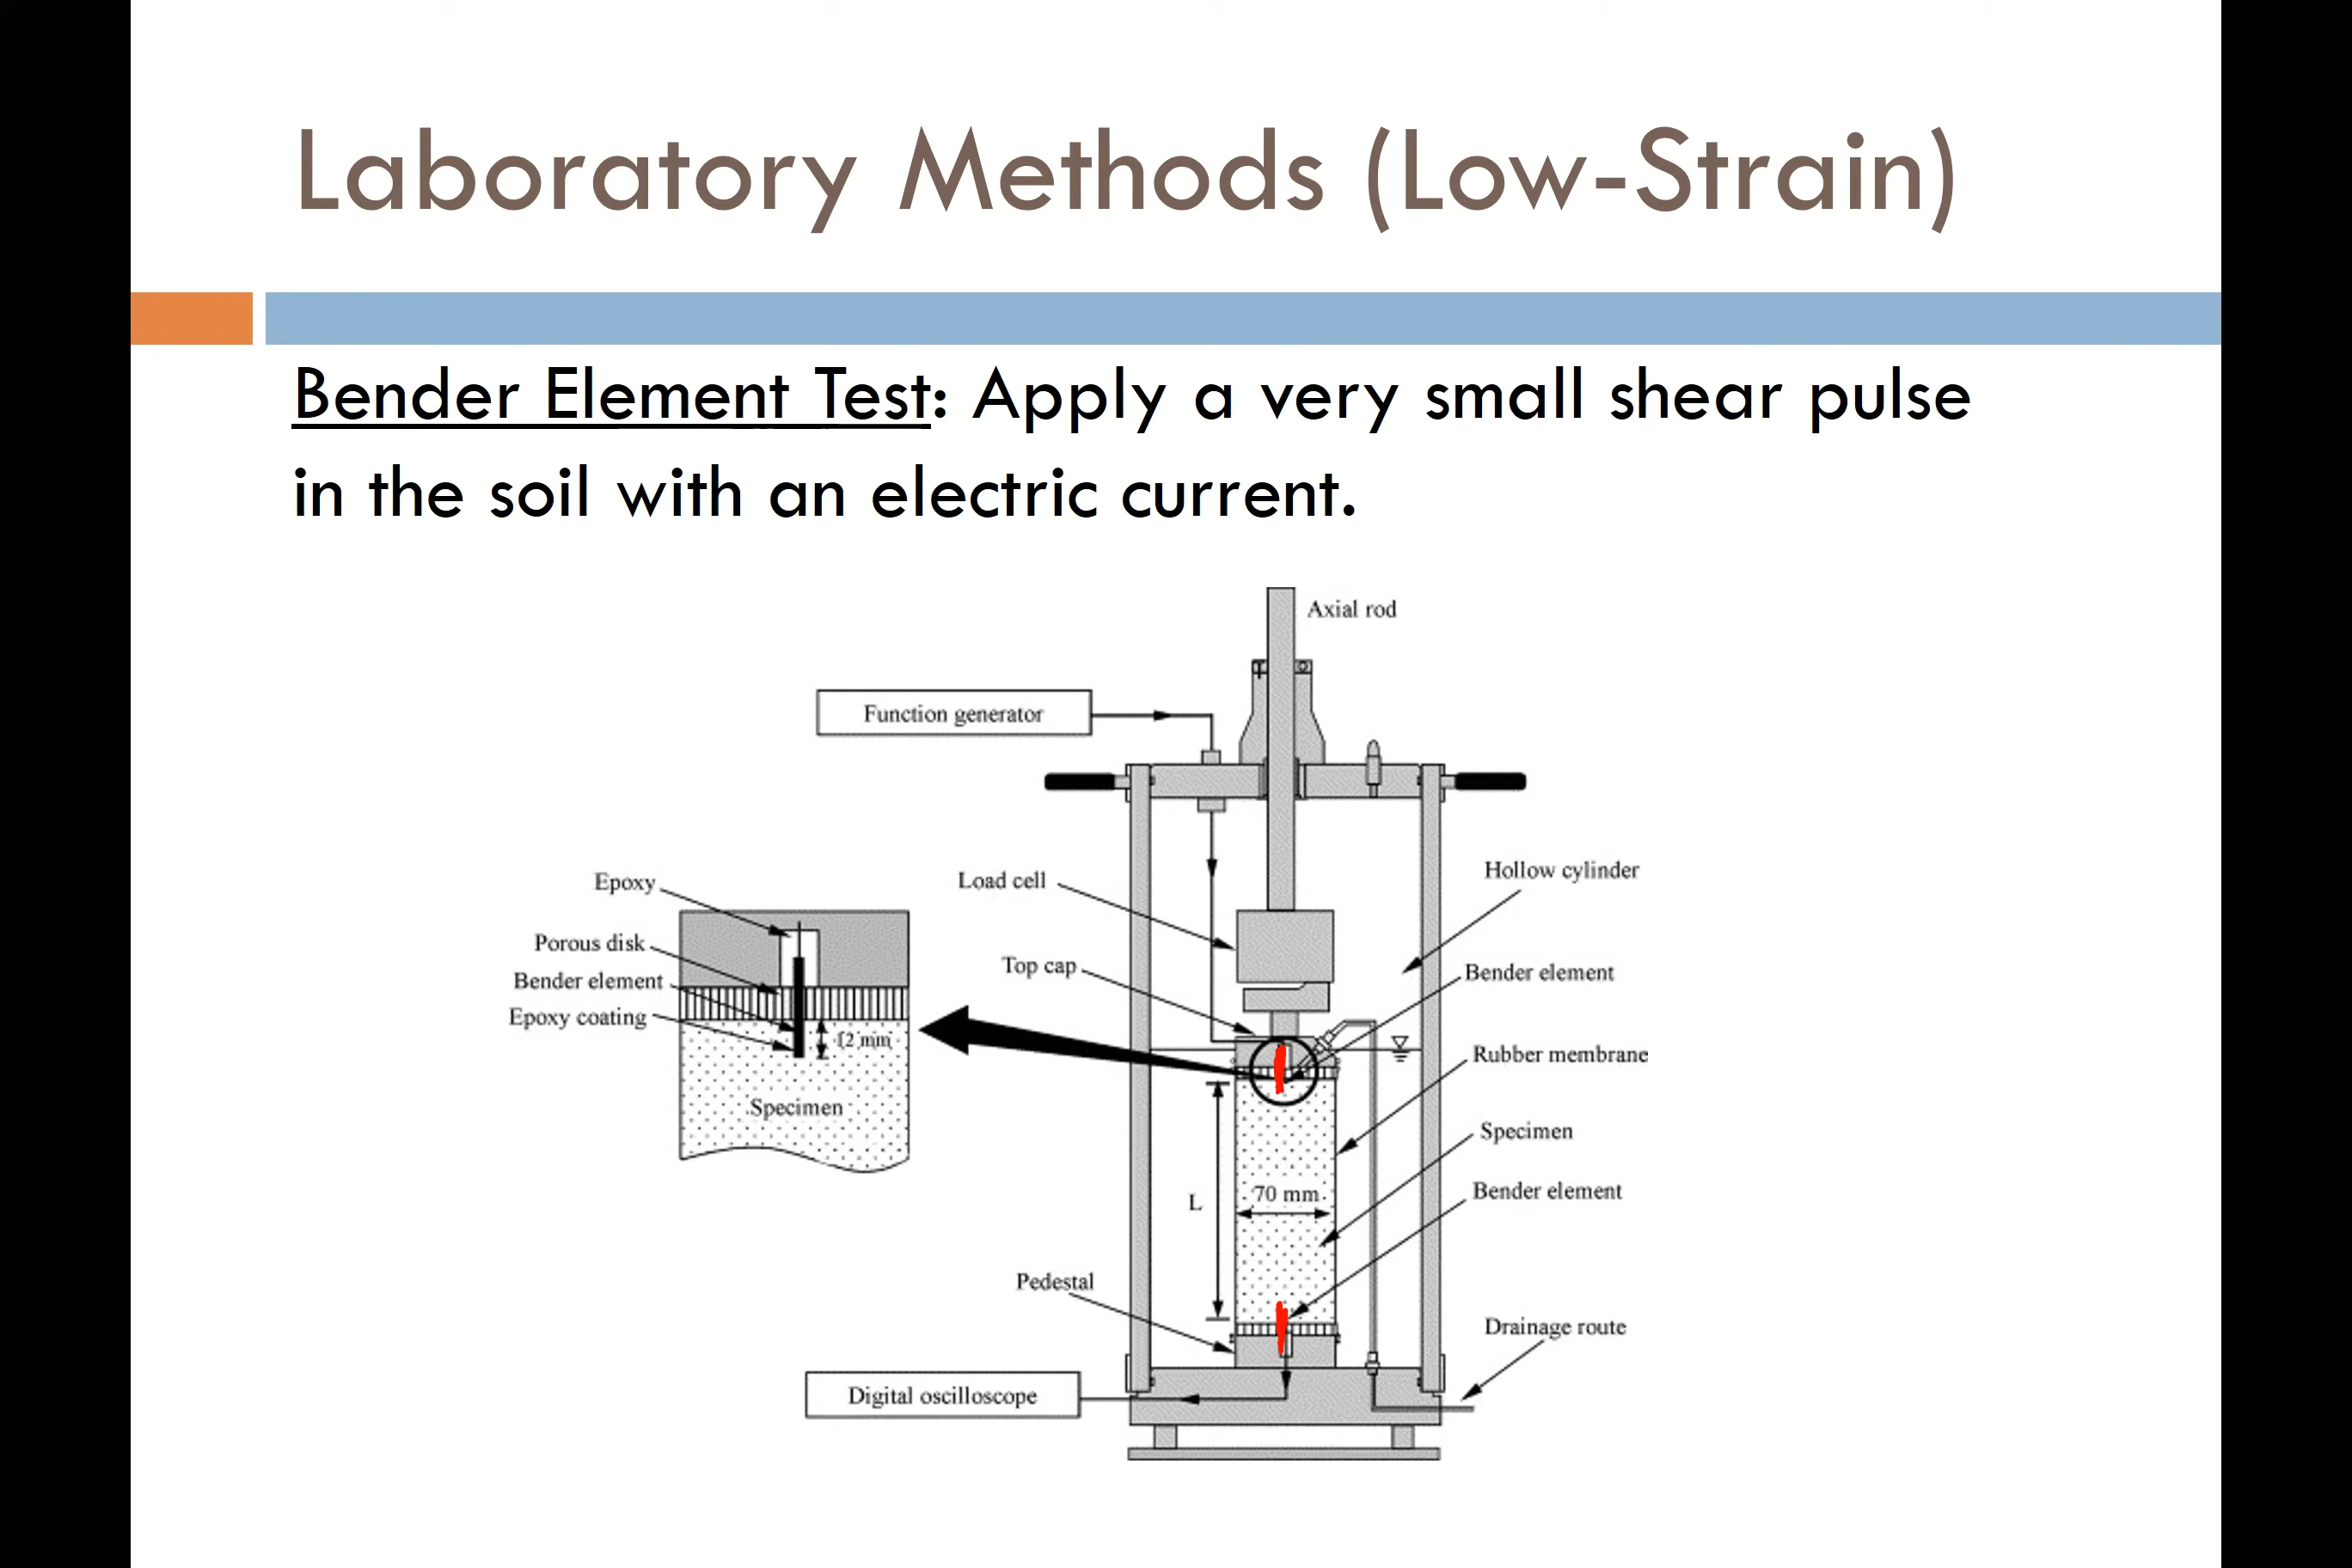 Laboratory Methods (Low-Strain)
Bender Element Test: Apply a very small shear pulse
in the soil with an electric current.
Axial rod
Function generator
Epoxy
Porous disk
Bender element
Epoxy coating
12 mm
Specimen
Load cell
Top cap
Hollow cylinder
Bender element
Rubber membrane
Specimen
Bender element
L
70 mm
Pedestal
Drainage route
Digital oscilloscope